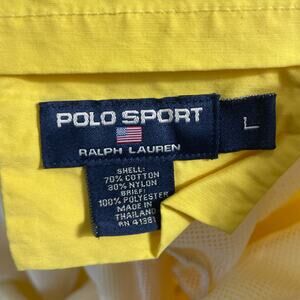 POLO SPORT
L
RALPH LAUREN
SHELL:
70% COTTON
30% NYLON
BRIEF:
100% POLYESTER
MADE IN
THAILAND
RN 41381